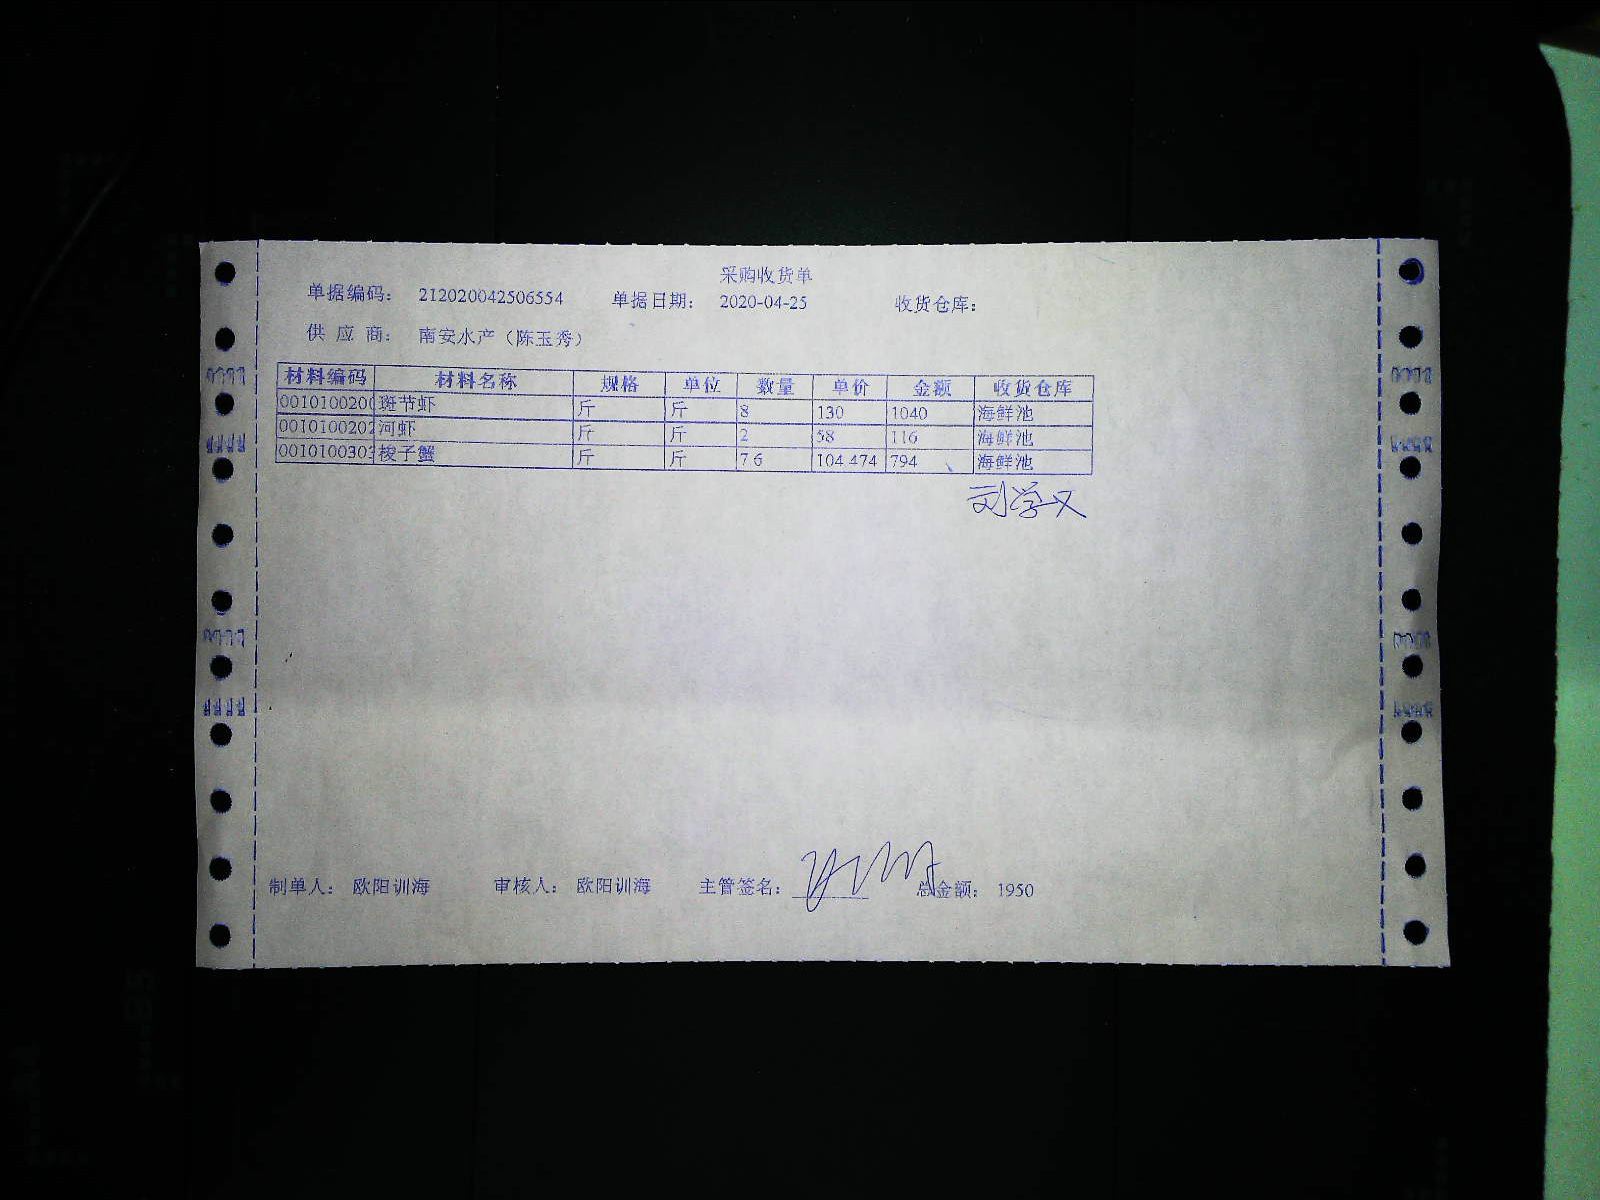 采购收货单
单据编码： 212020042506554 单据日期： 2020-04-25 收货仓库：
供 应 商： 南安水产（陈玉秀）
材料编码 材料名称 规格 单位 数量 单价 金额 收货仓库
001010020 斑节虾 斤 斤 8 130 1040 海鲜池
0010100202 河虾 斤 斤 2 58 116 海鲜池
001010030 梭子蟹 斤 斤 7.6 104.474 794 海鲜池
刘学义
制单人： 欧阳训海 审核人： 欧阳训海 主管签名： 总金额： 1950